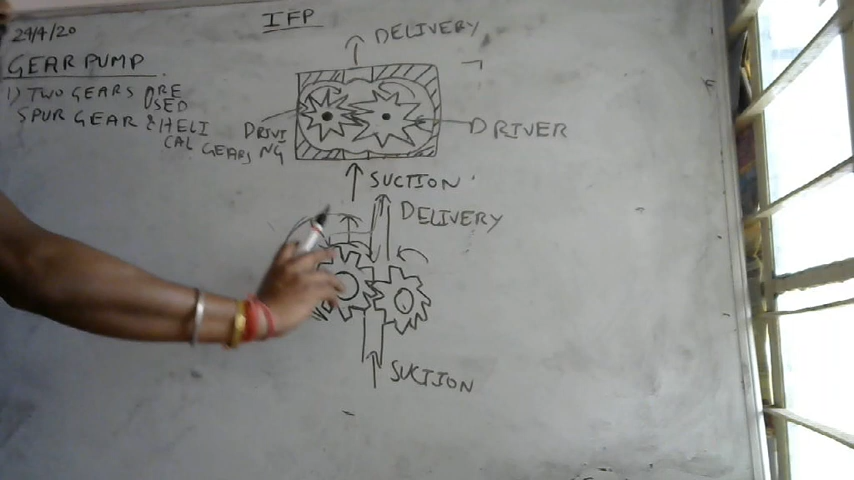 29/4/20
IFP
GEAR PUMP
1) TWO GEARS ARE
USED
SPUR GEAR & HELI
CAL GEARS
DELIVERY
DRIVI
NG
DRIVER
SUCTION
DELIVERY
SUCTION